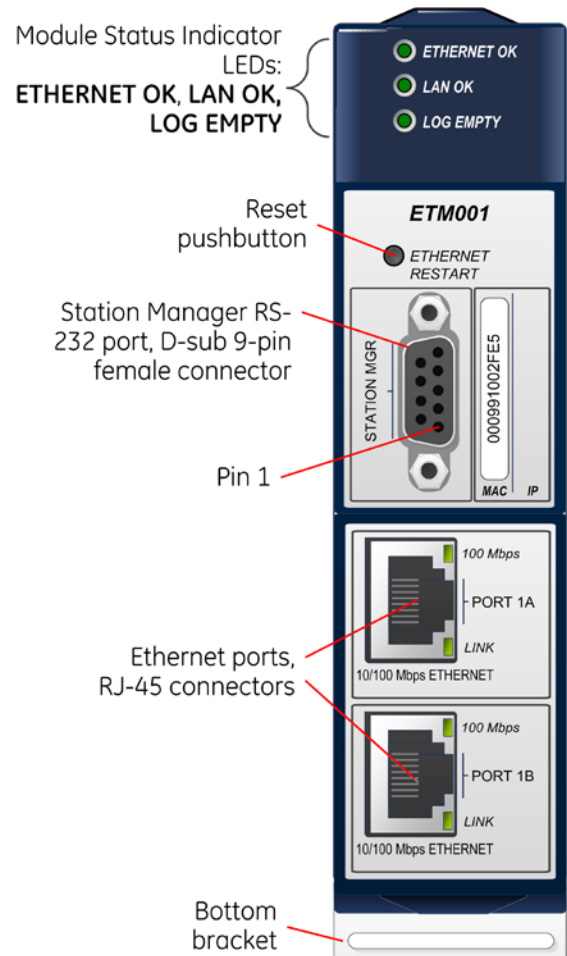 Module Status Indicator
LEDs:
ETHERNET OK, LAN OK,
LOG EMPTY
ETHERNET OK
LAN OK
LOG EMPTY
ETM001
Reset
pushbutton
ETHERNET
RESTART
Station Manager RS-
232 port, D-sub 9-pin
female connector
STATION MGR
000991002FE5
MAC
IP
Pin 1
100 Mbps
PORT 1A
LINK
10/100 Mbps ETHERNET
Ethernet ports,
RJ-45 connectors
100 Mbps
PORT 1B
LINK
10/100 Mbps ETHERNET
Bottom
bracket